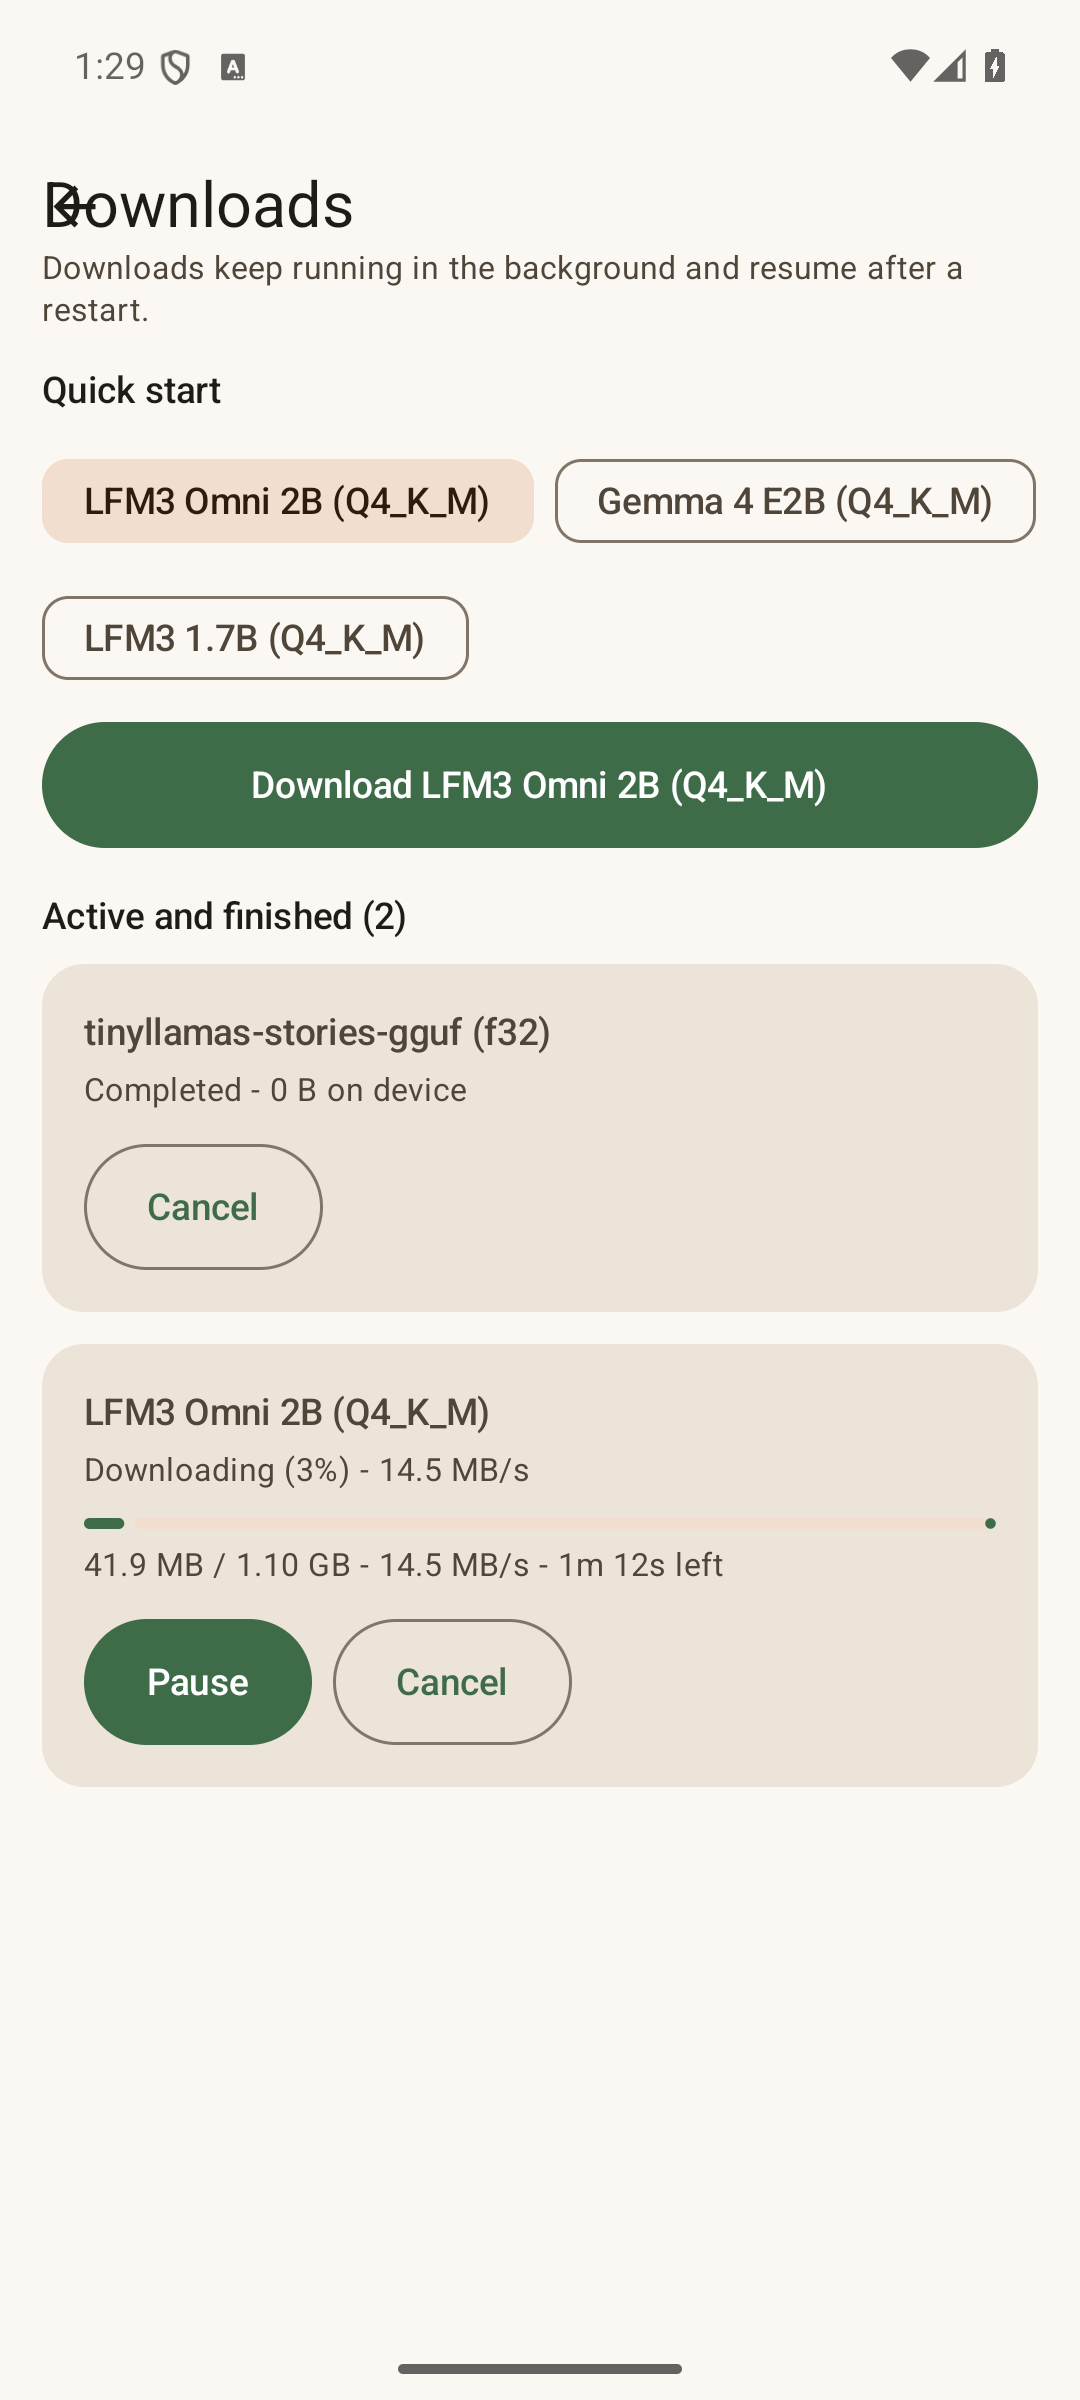 1:29
Downloads
Downloads keep running in the background and resume after a
restart.
Quick start
LFM3 Omni 2B (Q4_K_M)
Gemma 4 E2B (Q4_K_M)
LFM3 1.7B (Q4_K_M)
Download LFM3 Omni 2B (Q4_K_M)
Active and finished (2)
tinyllamas-stories-gguf (f32)
Completed - 0 B on device
Cancel
LFM3 Omni 2B (Q4_K_M)
Downloading (3%) - 14.5 MB/s
41.9 MB / 1.10 GB - 14.5 MB/s - 1m 12s left
Pause
Cancel